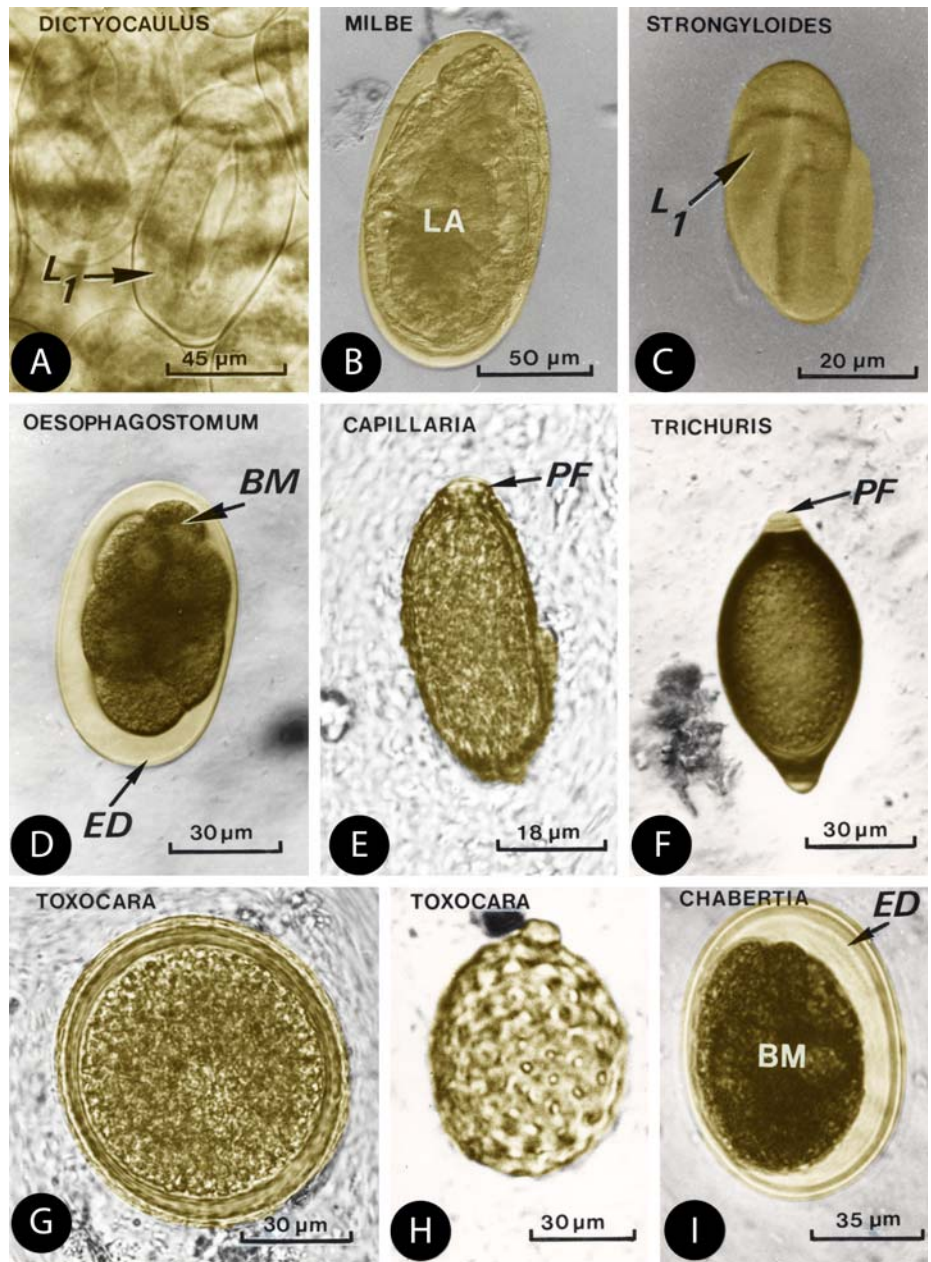 DICTYOCAULUS
L1
45 µm
A
MILBE
LA
50 µm
B
STRONGYLOIDES
L1
20 µm
C
OESOPHAGOSTOMUM
BM
ED
30 µm
D
CAPILLARIA
PF
18 µm
E
TRICHURIS
PF
30 µm
F
TOXOCARA
30 µm
G
TOXOCARA
30 µm
H
CHABERTIA
ED
BM
35 µm
I